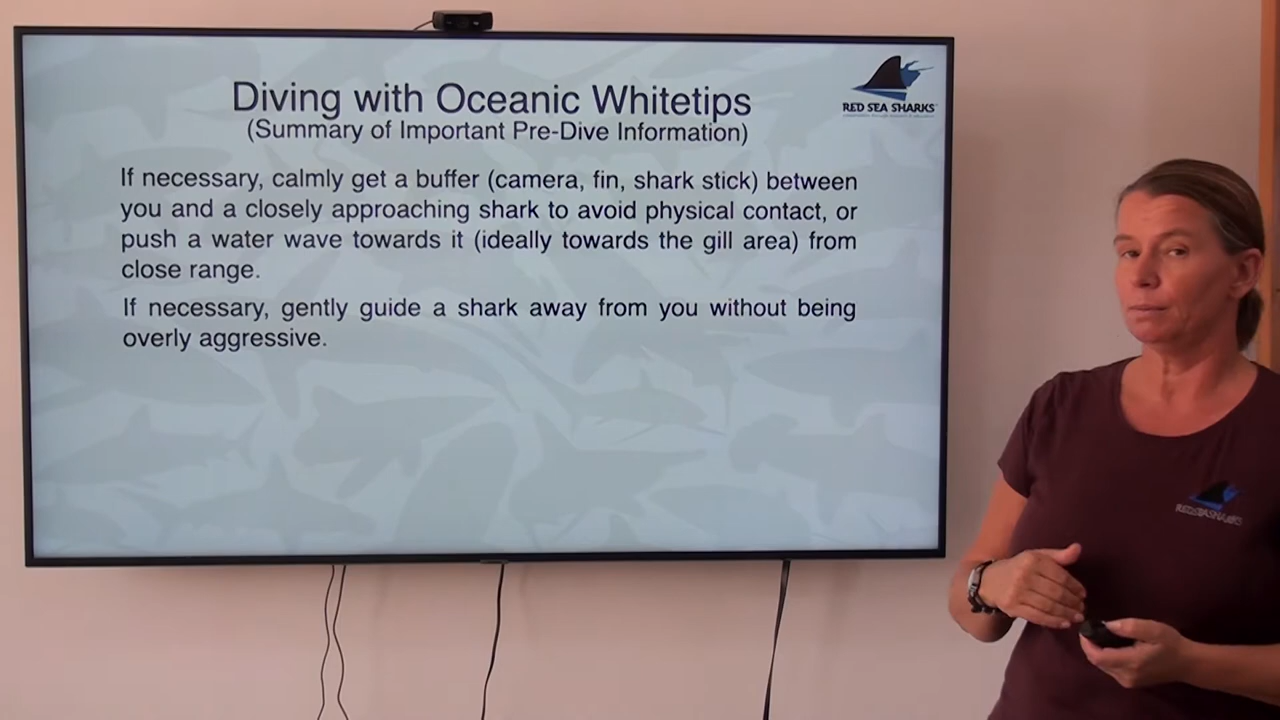 Diving with Oceanic Whitetips
(Summary of Important Pre-Dive Information)
RED SEA SHARKS
If necessary, calmly get a buffer (camera, fin, shark stick) between
you and a closely approaching shark to avoid physical contact, or
push a water wave towards it (ideally towards the gill area) from
close range.
If necessary, gently guide a shark away from you without being
overly aggressive.
RED SEA SHARKS